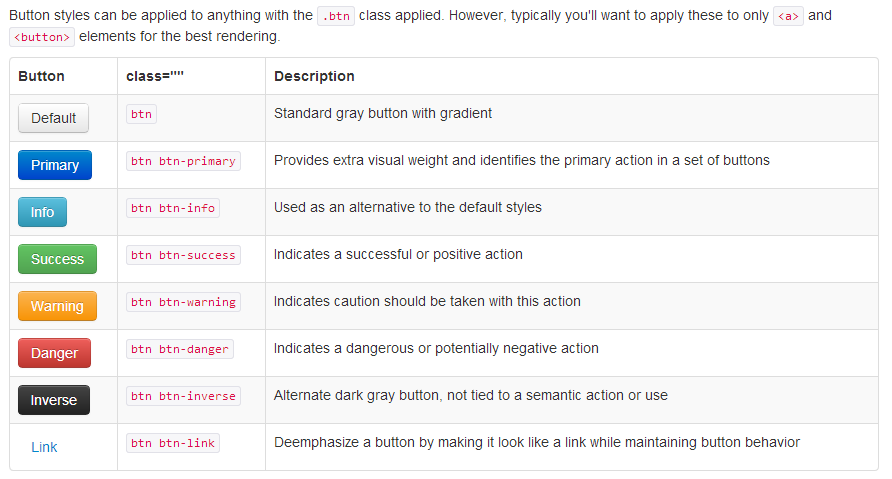 Button styles can be applied to anything with the .btn class applied. However, typically you'll want to apply these to only <a> and
<button> elements for the best rendering.
Button class="" Description
Default btn Standard gray button with gradient
Primary btn btn-primary Provides extra visual weight and identifies the primary action in a set of buttons
Info btn btn-info Used as an alternative to the default styles
Success btn btn-success Indicates a successful or positive action
Warning btn btn-warning Indicates caution should be taken with this action
Danger btn btn-danger Indicates a dangerous or potentially negative action
Inverse btn btn-inverse Alternate dark gray button, not tied to a semantic action or use
Link btn btn-link Deemphasize a button by making it look like a link while maintaining button behavior